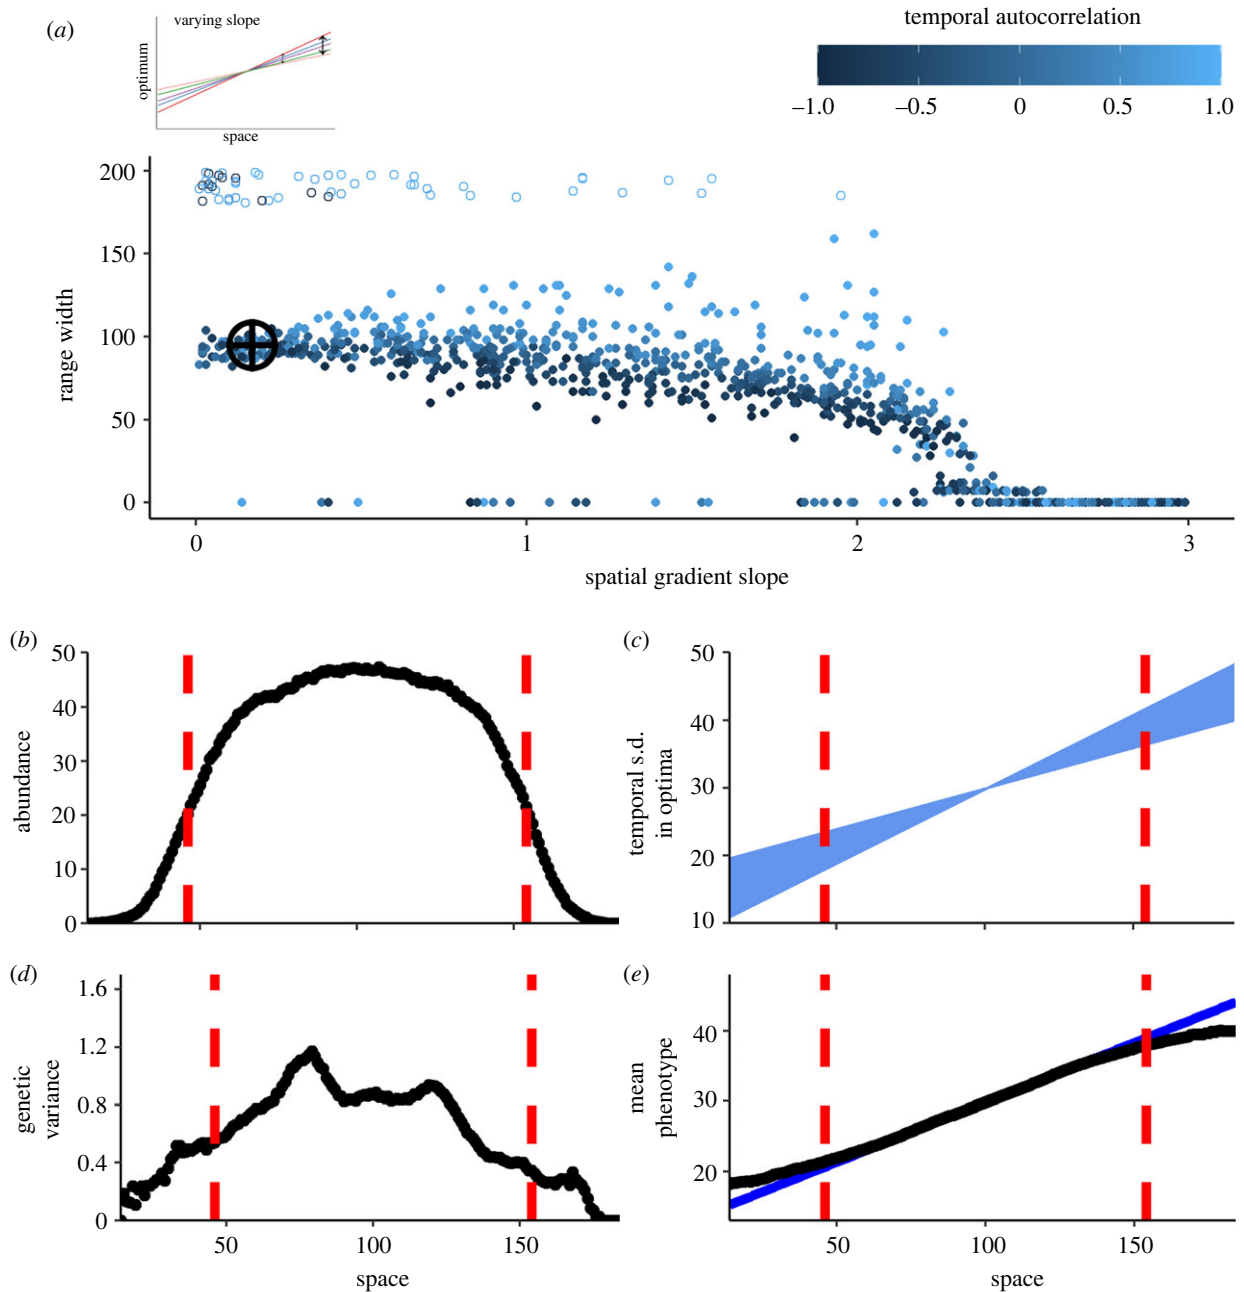 (a)
varying slope
optimum
space
temporal autocorrelation
−1.0 −0.5 0 0.5 1.0
200
150
100
50
0
range width
0 1 2 3
spatial gradient slope
(b)
50
40
30
20
10
0
abundance
(c)
50
40
30
20
10
temporal s.d.
in optima
(d)
1.6
1.2
0.8
0.4
0
genetic
variance
50 100 150
space
(e)
40
30
20
mean
phenotype
50 100 150
space